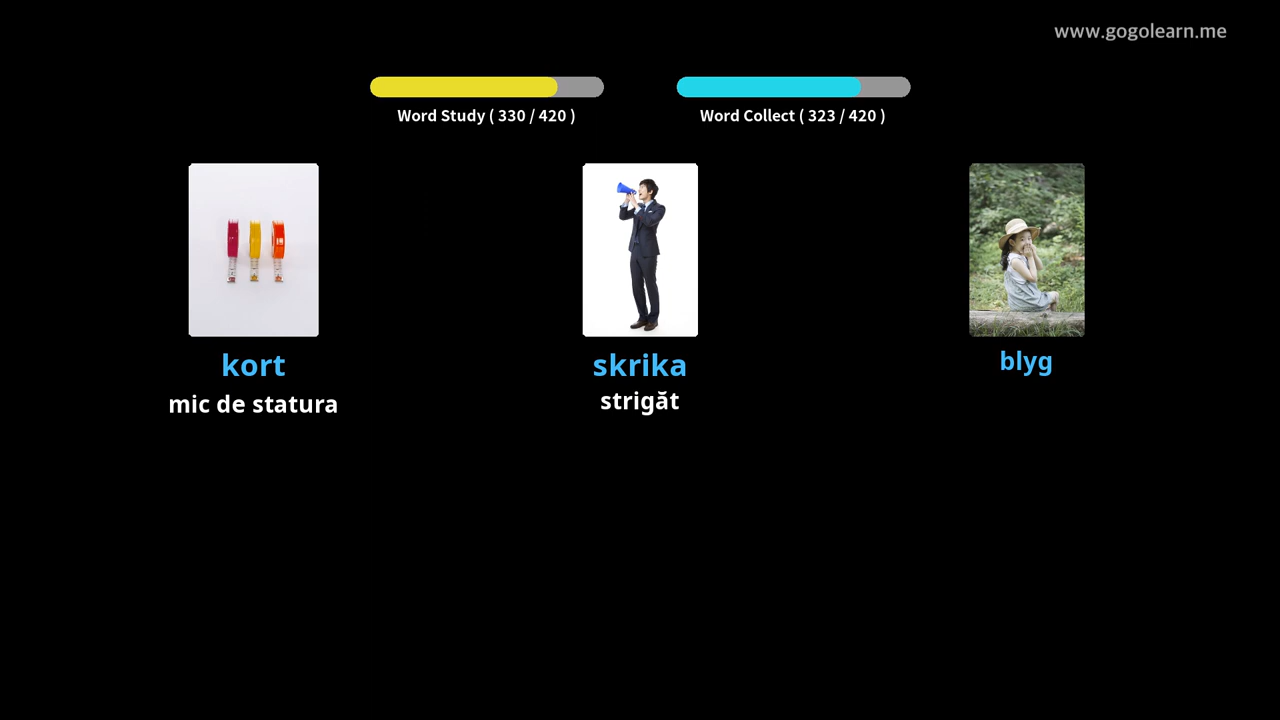 www.gogolearn.me
Word Study ( 330 / 420 )
Word Collect ( 323 / 420 )
kort
mic de statura
skrika
strigăt
blyg